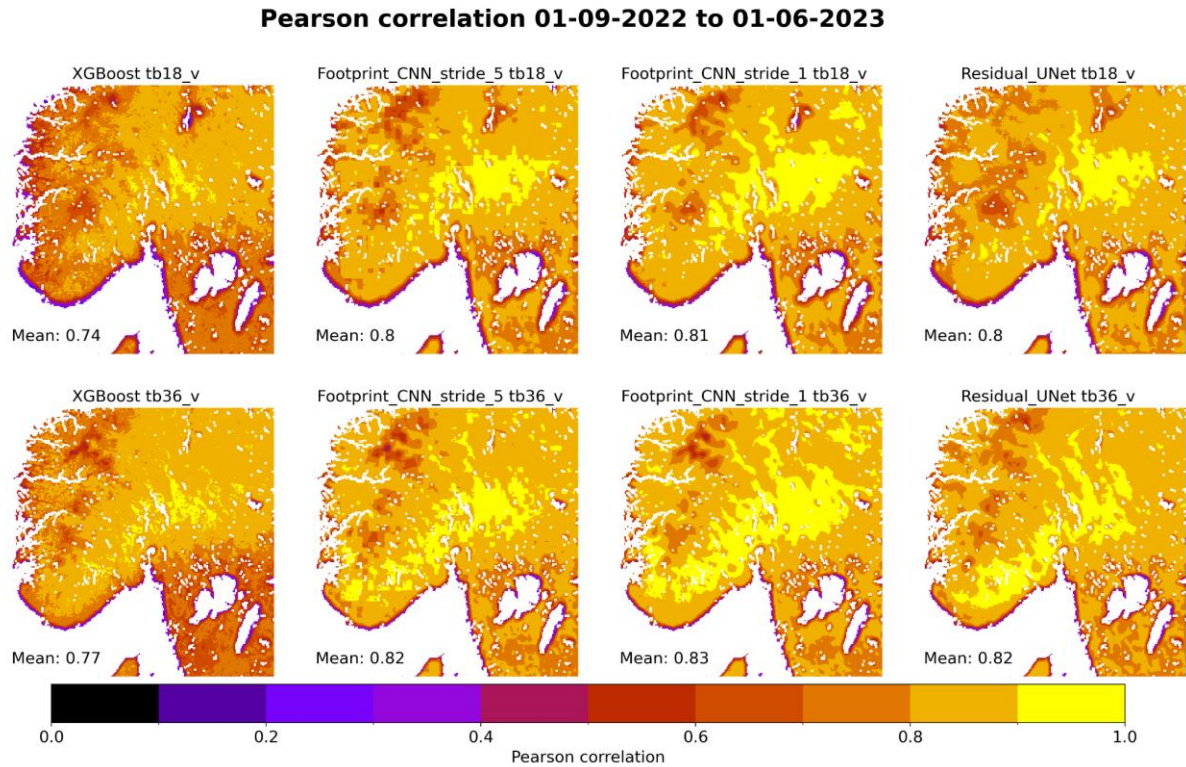 Pearson correlation 01-09-2022 to 01-06-2023
XGBoost tb18_v
Footprint_CNN_stride_5 tb18_v
Footprint_CNN_stride_1 tb18_v
Residual_UNet tb18_v
Mean: 0.74
Mean: 0.8
Mean: 0.81
Mean: 0.8
XGBoost tb36_v
Footprint_CNN_stride_5 tb36_v
Footprint_CNN_stride_1 tb36_v
Residual_UNet tb36_v
Mean: 0.77
Mean: 0.82
Mean: 0.83
Mean: 0.82
0.0
0.2
0.4
0.6
0.8
1.0
Pearson correlation